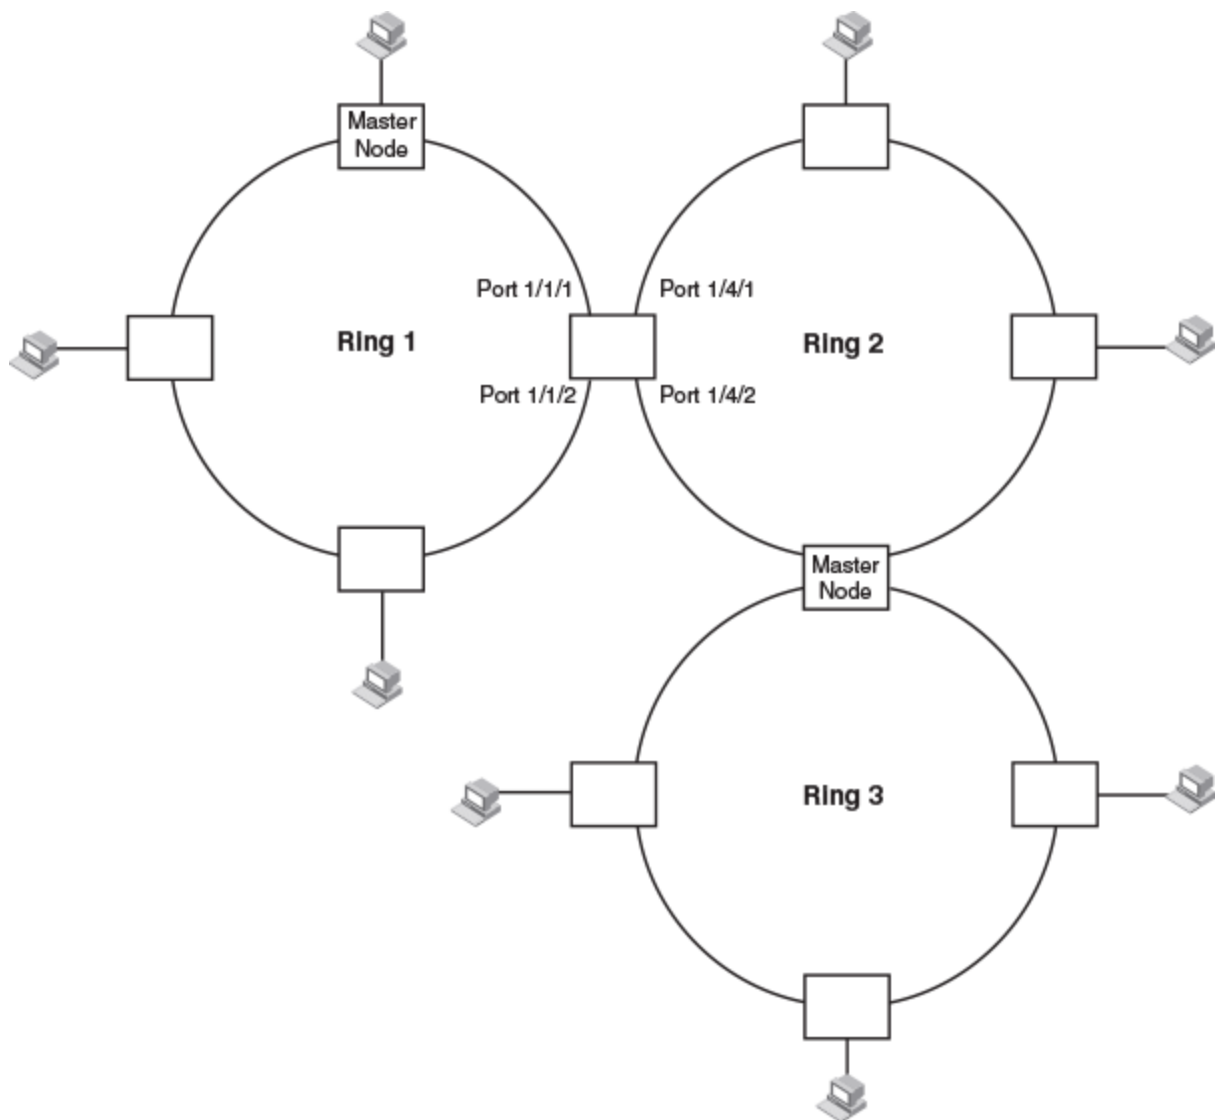 Master
Node
Port 1/1/1
Port 1/4/1
Ring 1
Ring 2
Port 1/1/2
Port 1/4/2
Master
Node
Ring 3